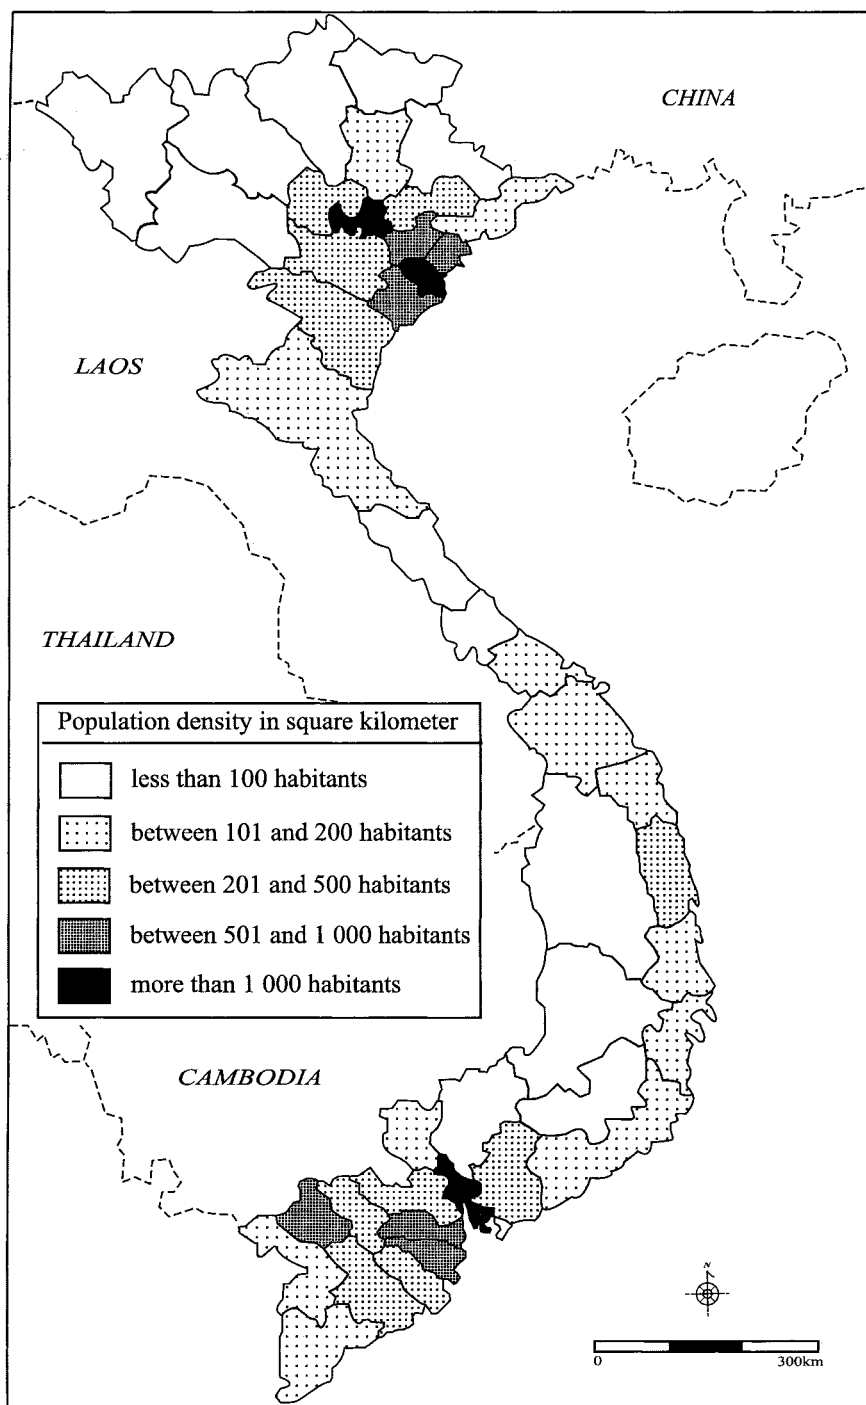 CHINA
LAOS
THAILAND
Population density in square kilometer
less than 100 habitants
between 101 and 200 habitants
between 201 and 500 habitants
between 501 and 1 000 habitants
more than 1 000 habitants
CAMBODIA
N
0 300km